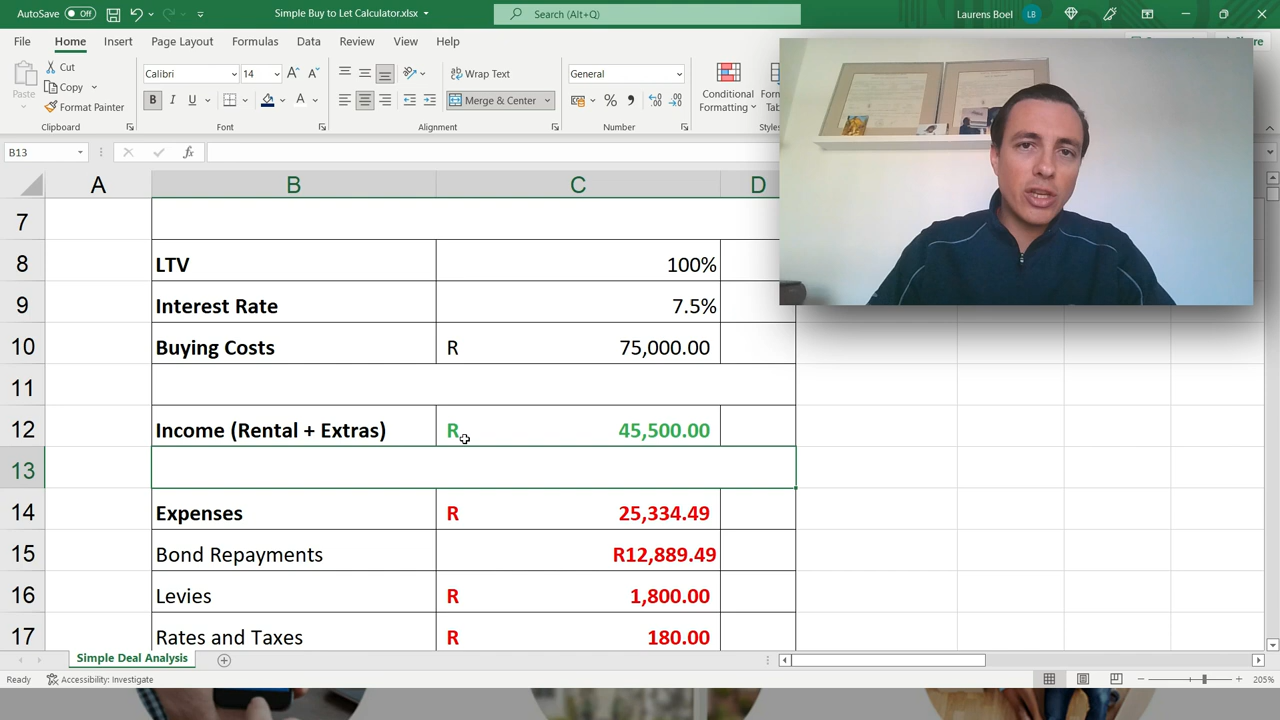 AutoSave Off
Simple Buy to Let Calculator.xlsx
Search (Alt+Q)
Laurens Boel LB
File Home Insert Page Layout Formulas Data Review View Help
Paste
Cut
Copy
Format Painter
Clipboard
Calibri 14
B I U A
Font
Wrap Text
Merge & Center
Alignment
General
% 9
Number
Conditional
Formatting
Styles
B13 fx
A B C D
7
8 LTV 100%
9 Interest Rate 7.5%
10 Buying Costs R 75,000.00
11
12 Income (Rental + Extras) R 45,500.00
13
14 Expenses R 25,334.49
15 Bond Repayments R12,889.49
16 Levies R 1,800.00
17 Rates and Taxes R 180.00
Simple Deal Analysis
Ready Accessibility: Investigate 205%